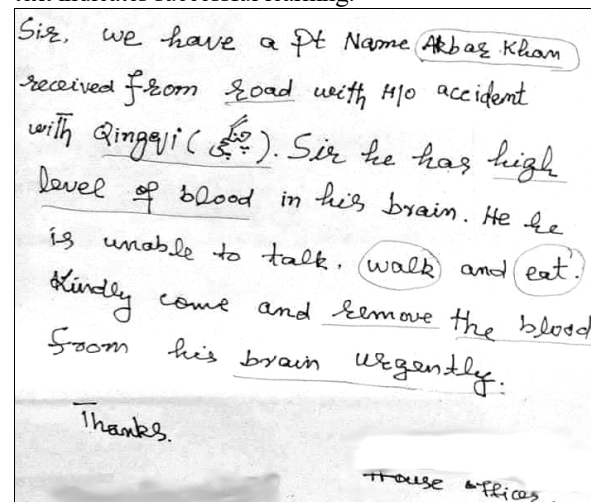 Sir, we have a pt Name Akbar Khan
received from road with H/o accident
with Qingqji (چنگچی). Sir he has high
level of blood in his brain. He he
is unable to talk, walk and eat.
Kindly come and remove the blood
from his brain urgently.
Thanks.
House officer